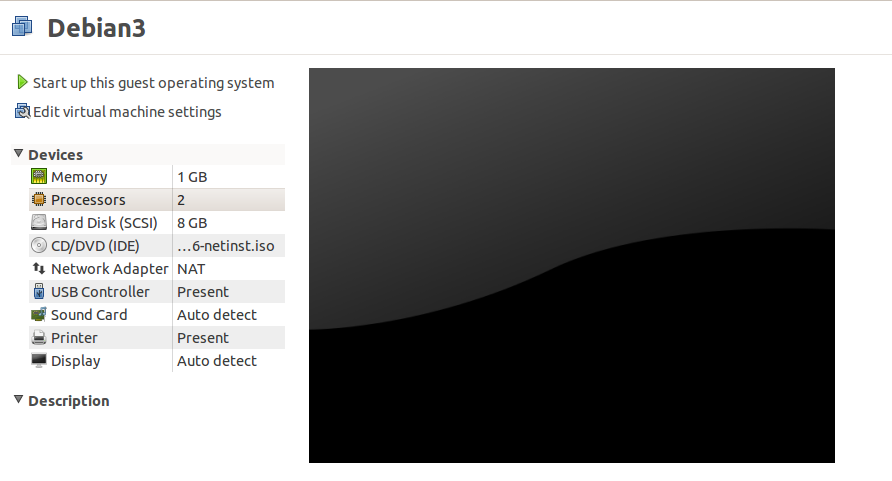 Debian3
Start up this guest operating system
Edit virtual machine settings
Devices
Memory 1 GB
Processors 2
Hard Disk (SCSI) 8 GB
CD/DVD (IDE) …6-netinst.iso
Network Adapter NAT
USB Controller Present
Sound Card Auto detect
Printer Present
Display Auto detect
Description